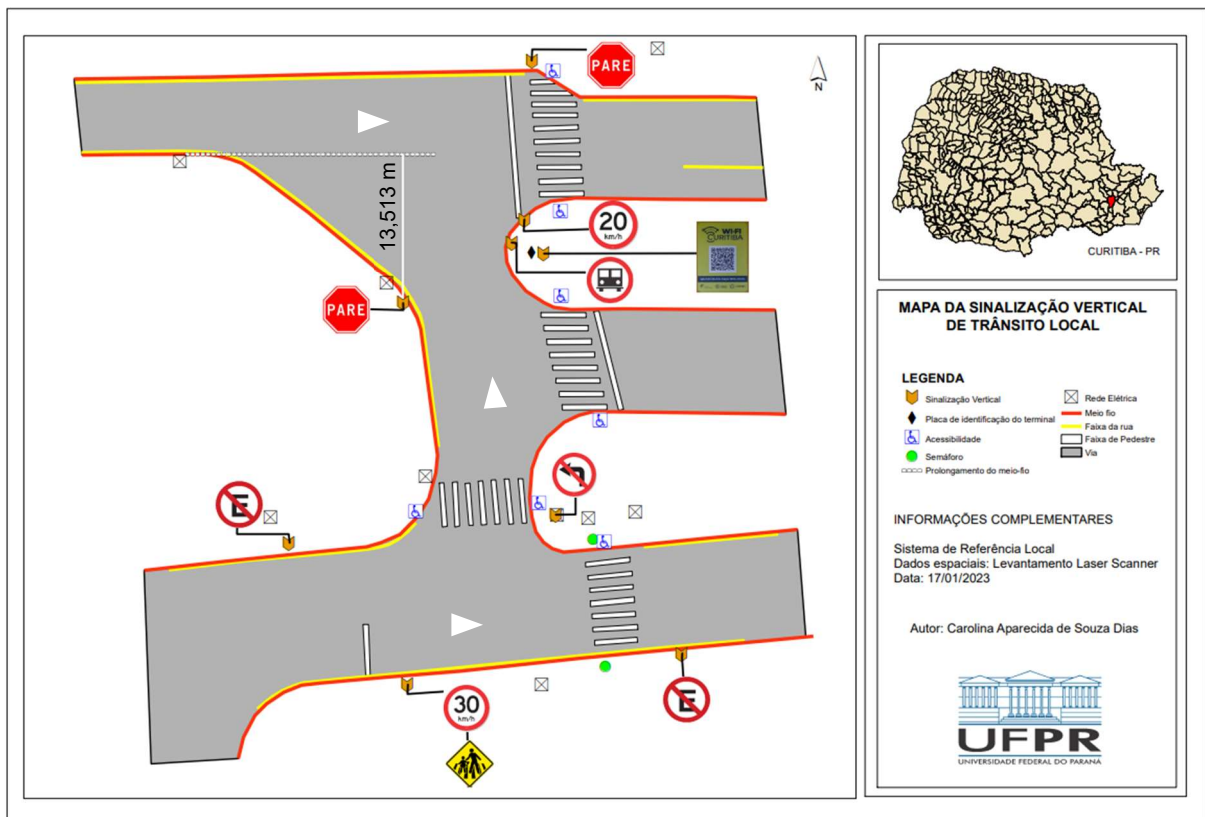 PARE
N
13,513 m
20
km/h
WI-FI
CURITIBA
PARE
E
30
km/h
E
CURITIBA - PR
MAPA DA SINALIZAÇÃO VERTICAL
DE TRÂNSITO LOCAL
LEGENDA
Sinalização Vertical
Placa de identificação do terminal
Acessibilidade
Semáforo
Prolongamento do meio-fio
Rede Elétrica
Meio fio
Faixa da rua
Faixa de Pedestre
Via
INFORMAÇÕES COMPLEMENTARES
Sistema de Referência Local
Dados espaciais: Levantamento Laser Scanner
Data: 17/01/2023
Autor: Carolina Aparecida de Souza Dias
UFPR
UNIVERSIDADE FEDERAL DO PARANÁ